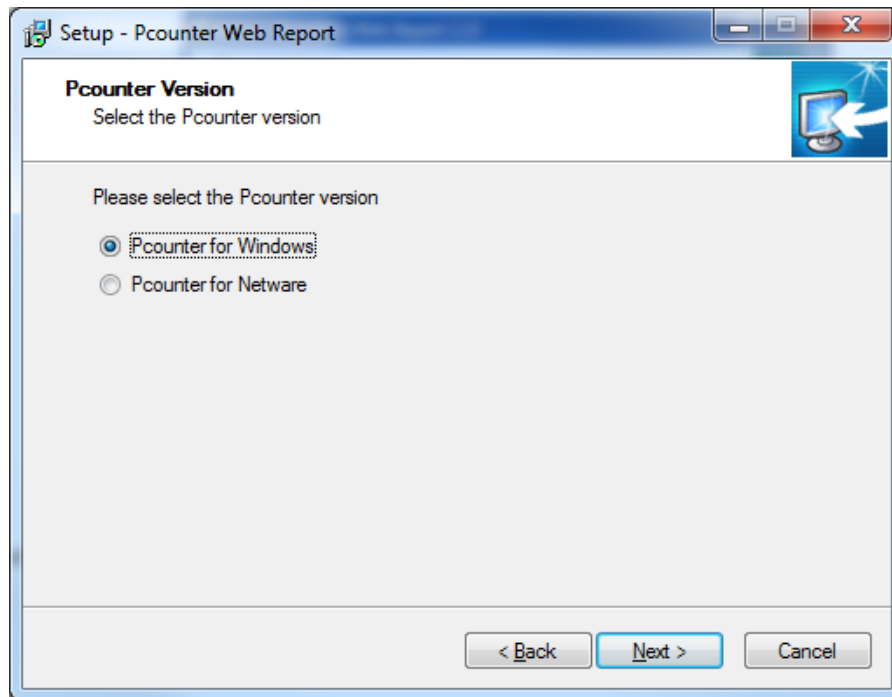 Setup - Pcounter Web Report
Pcounter Version
Select the Pcounter version
Please select the Pcounter version
Pcounter for Windows
Pcounter for Netware
< Back
Next >
Cancel